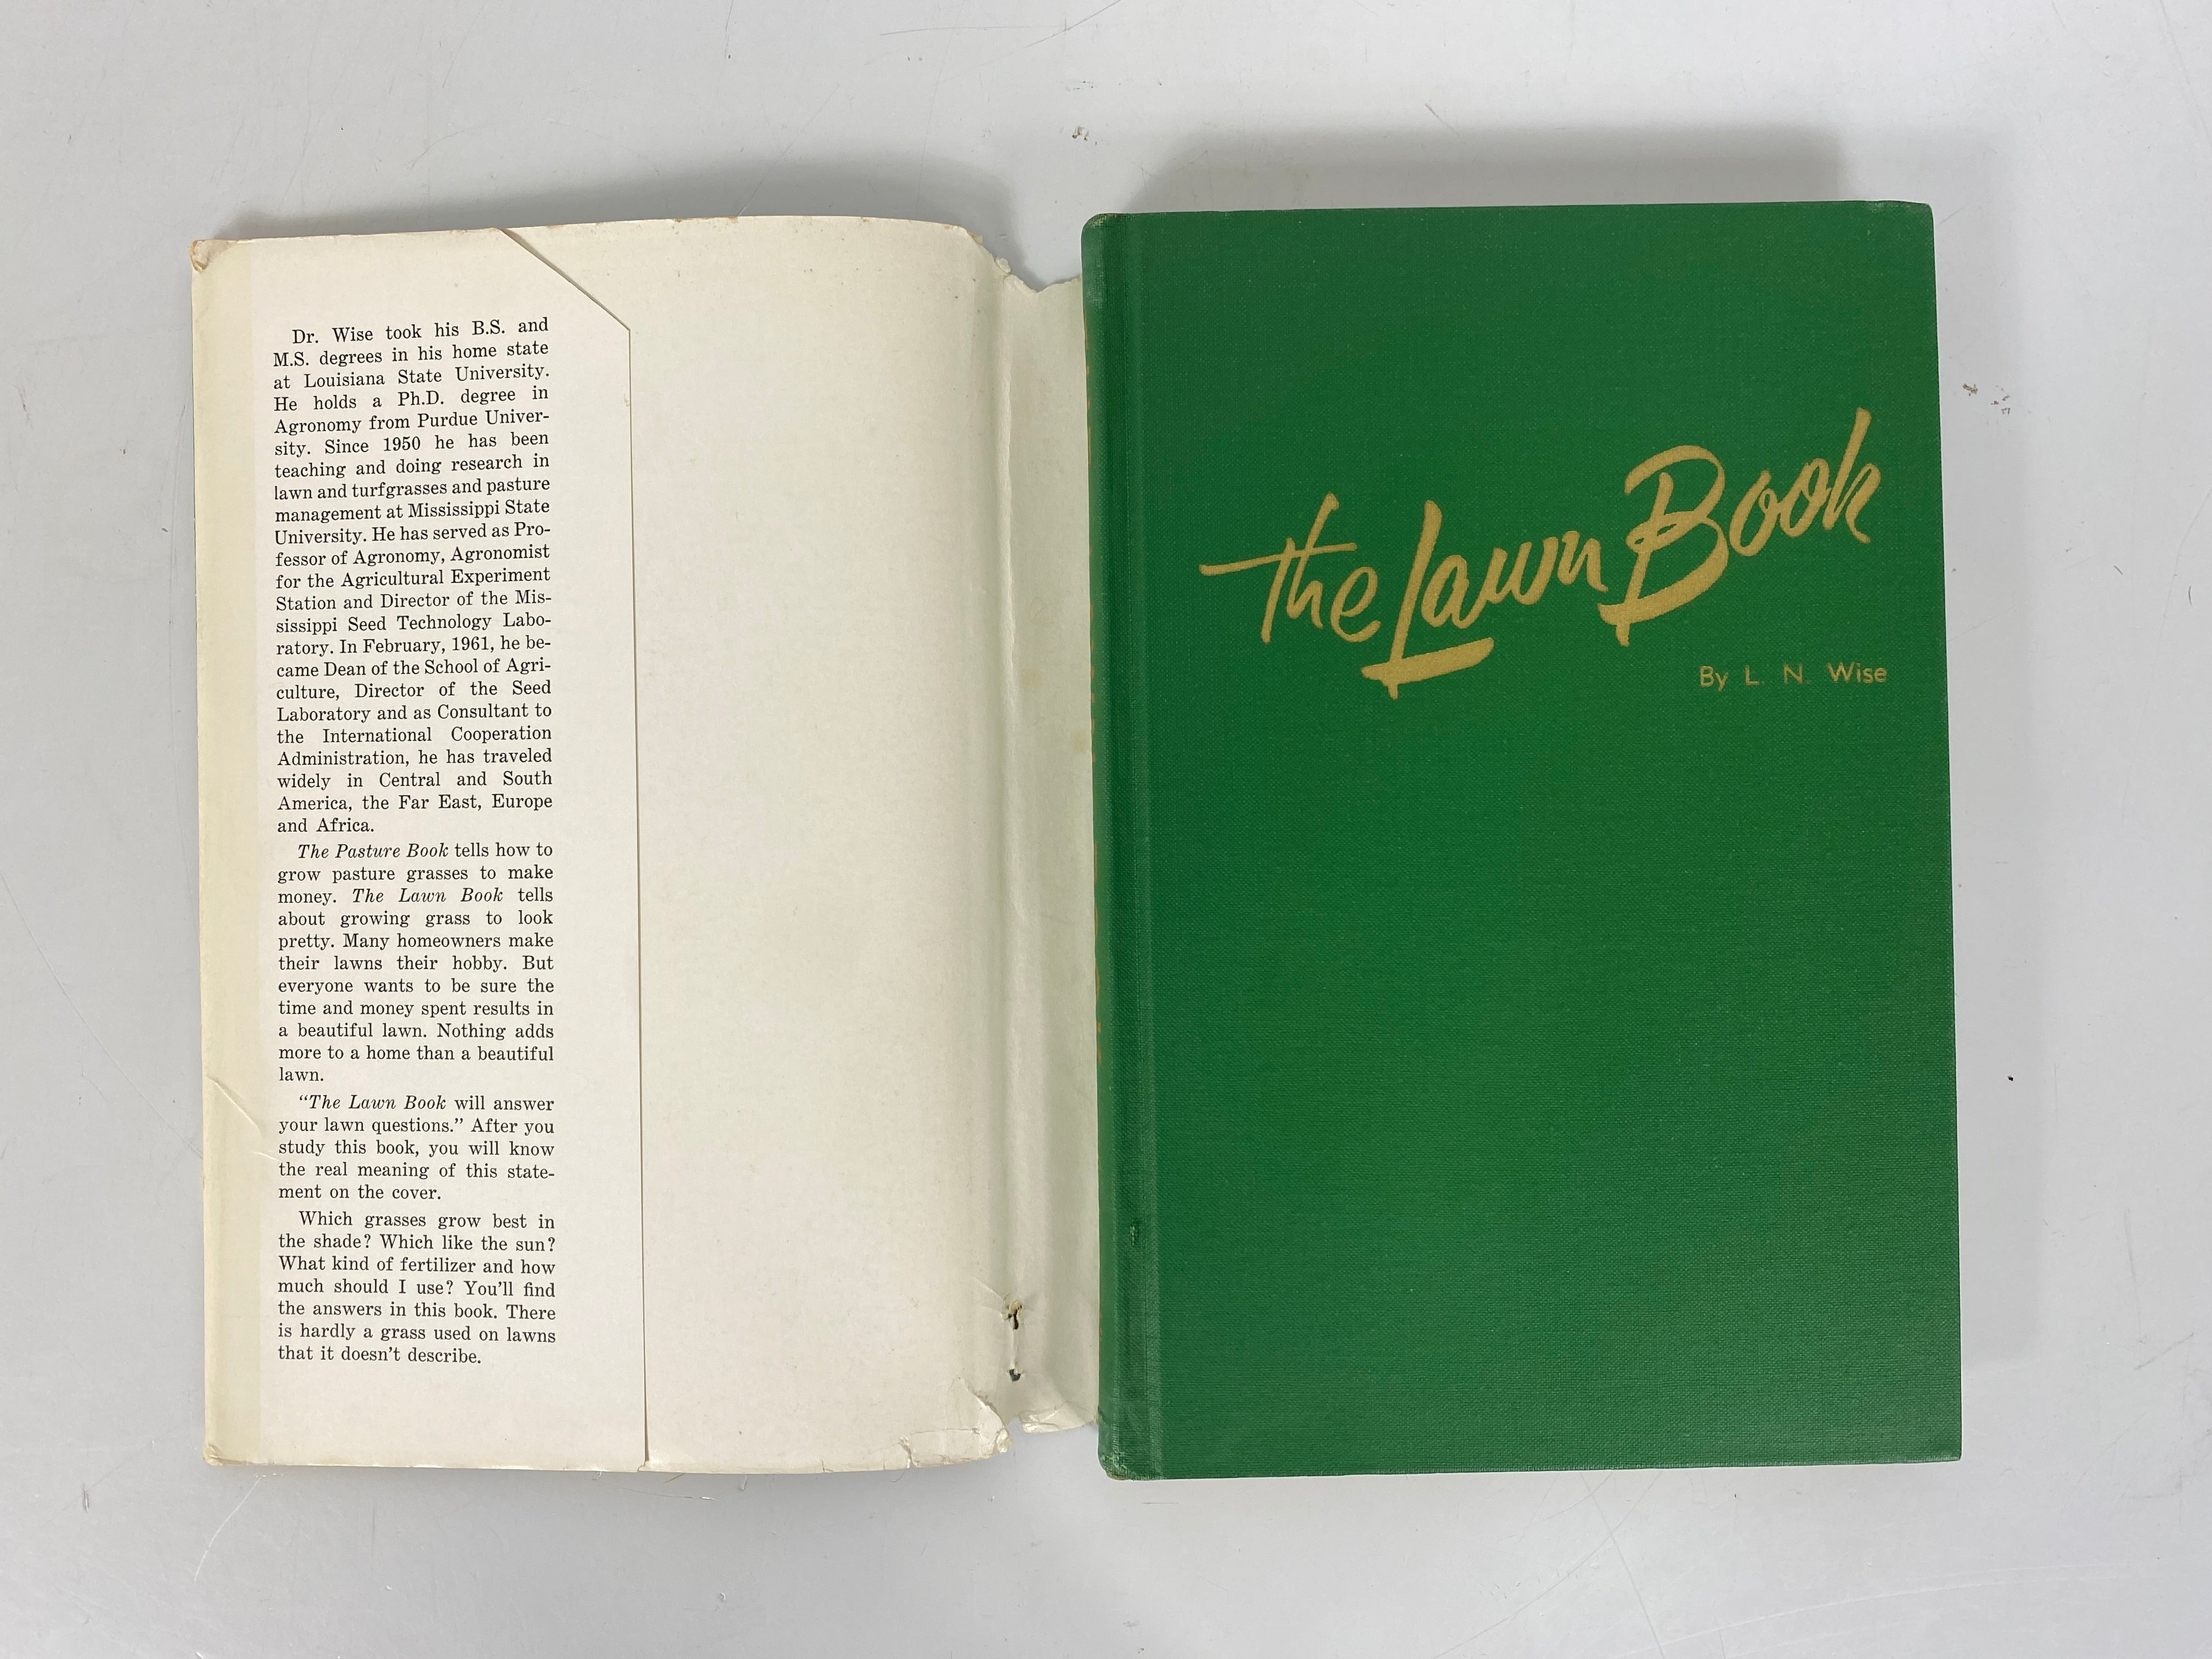 Dr. Wise took his B.S. and
M.S. degrees in his home state
at Louisiana State University.
He holds a Ph.D. degree in
Agronomy from Purdue Univer-
sity. Since 1950 he has been
teaching and doing research in
lawn and turfgrasses and pasture
management at Mississippi State
University. He has served as Pro-
fessor of Agronomy, Agronomist
for the Agricultural Experiment
Station and Director of the Mis-
sissippi Seed Technology Labo-
ratory. In February, 1961, he be-
came Dean of the School of Agri-
culture, Director of the Seed
Laboratory and as Consultant to
the International Cooperation
Administration, he has traveled
widely in Central and South
America, the Far East, Europe
and Africa.
The Pasture Book tells how to
grow pasture grasses to make
money. The Lawn Book tells
about growing grass to look
pretty. Many homeowners make
their lawns their hobby. But
everyone wants to be sure the
time and money spent results in
a beautiful lawn. Nothing adds
more to a home than a beautiful
lawn.
“The Lawn Book will answer
your lawn questions.” After you
study this book, you will know
the real meaning of this state-
ment on the cover.
Which grasses grow best in
the shade? Which like the sun?
What kind of fertilizer and how
much should I use? You’ll find
the answers in this book. There
is hardly a grass used on lawns
that it doesn’t describe.
The Lawn Book
By L. N. Wise